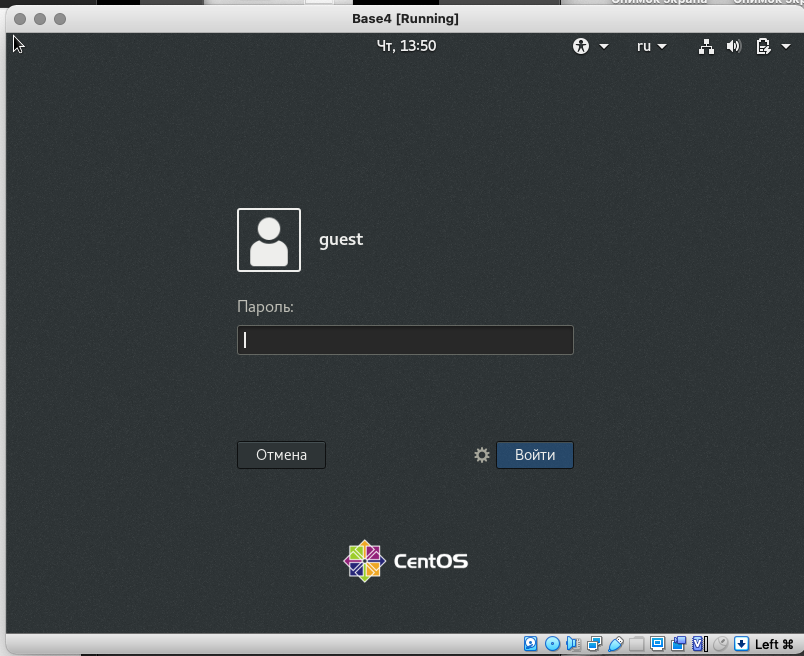 Base4 [Running]
Чт, 13:50
ru
guest
Пароль:
Отмена
Войти
CentOS
Left ⌘